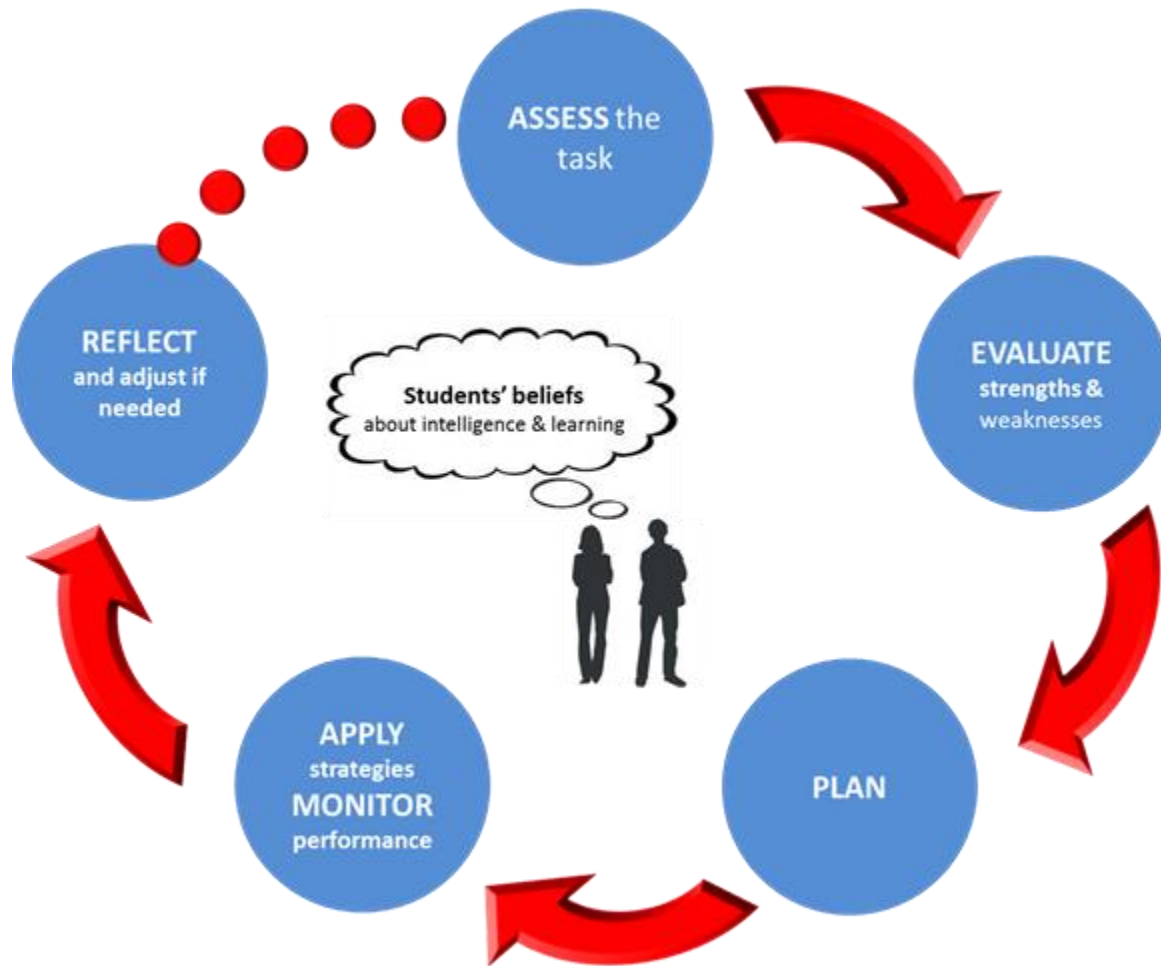 ASSESS the
task
EVALUATE
strengths &
weaknesses
PLAN
APPLY
strategies
MONITOR
performance
REFLECT
and adjust if
needed
Students’ beliefs
about intelligence & learning